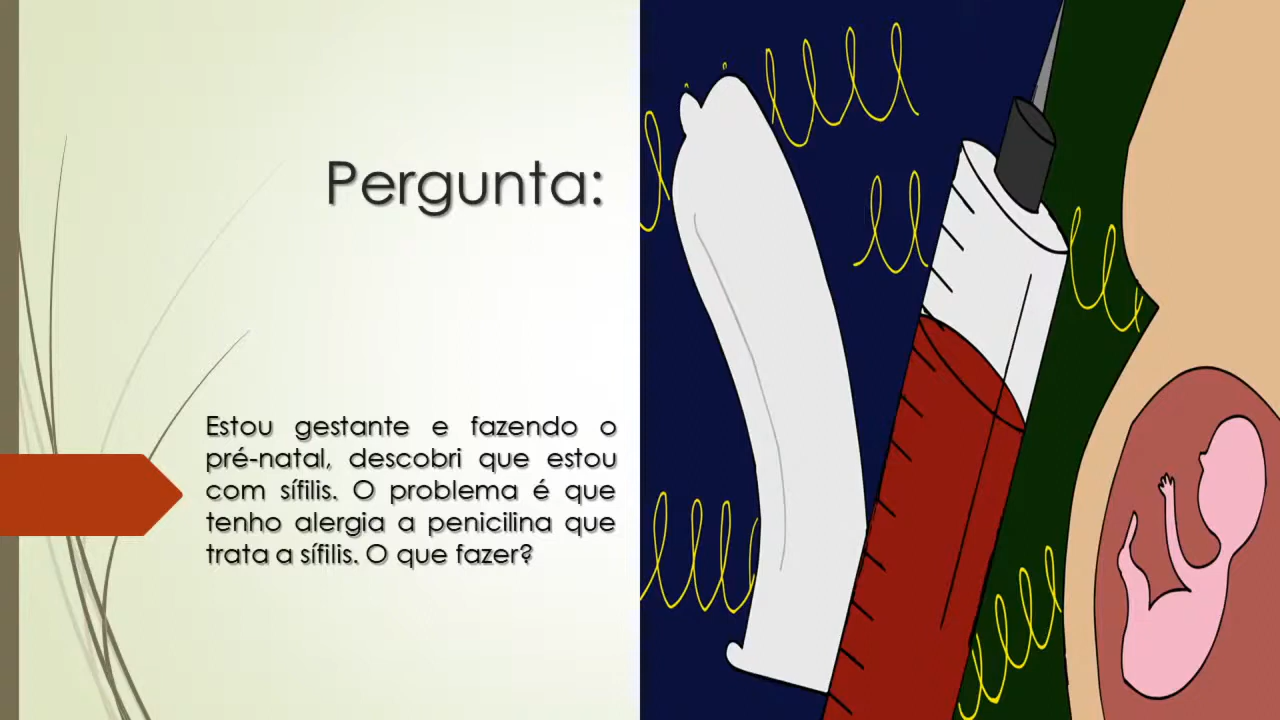 Pergunta:
Estou gestante e fazendo o
pré-natal, descobri que estou
com sífilis. O problema é que
tenho alergia a penicilina que
trata a sífilis. O que fazer?